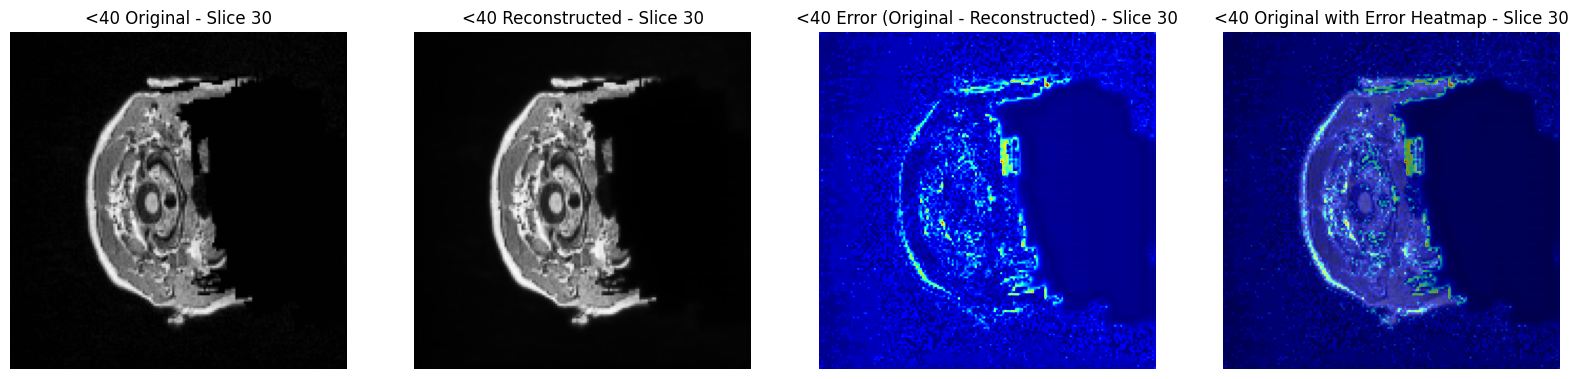 <40 Original - Slice 30
<40 Reconstructed - Slice 30
<40 Error (Original - Reconstructed) - Slice 30
<40 Original with Error Heatmap - Slice 30